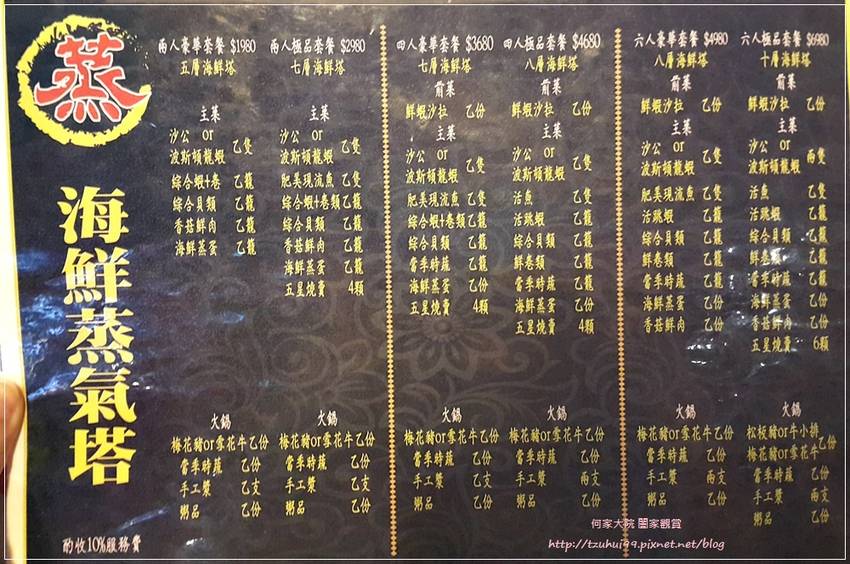 蒸
海鮮蒸氣塔
酌收10%服務費
兩人豪華套餐 $1980
五層海鮮塔
主菜
沙公 or
波斯頓龍蝦 乙隻
綜合蝦+卷 乙籠
綜合貝類 乙籠
香菇鮮肉 乙籠
海鮮蒸蛋 乙籠
火鍋
梅花豬or雪花牛乙份
當季時蔬 乙份
手工漿 乙支
粥品 乙份
兩人極品套餐 $2980
七層海鮮塔
主菜
沙公 or
波斯頓龍蝦 乙隻
肥美現流魚 乙隻
綜合蝦+卷類乙籠
綜合貝類 乙籠
香菇鮮肉 乙籠
海鮮蒸蛋 乙籠
五星燒賣 4顆
火鍋
梅花豬or雪花牛乙份
當季時蔬 乙份
手工漿 乙支
粥品 乙份
四人豪華套餐 $3680
七層海鮮塔
前菜
鮮蝦沙拉 乙份
主菜
沙公 or
波斯頓龍蝦 乙隻
肥美現流魚 乙隻
綜合蝦+卷類乙籠
綜合貝類 乙籠
當季時蔬 乙籠
海鮮蒸蛋 乙份
五星燒賣 4顆
火鍋
梅花豬or雪花牛乙份
當季時蔬 乙份
手工漿 乙支
粥品 乙份
四人極品套餐 $4680
八層海鮮塔
前菜
鮮蝦沙拉 乙份
主菜
沙公 or
波斯頓龍蝦 乙隻
活魚 乙隻
活跳蝦 乙籠
綜合貝類 乙籠
鮮卷類 乙籠
當季時蔬 乙籠
海鮮蒸蛋 乙份
五星燒賣 4顆
火鍋
梅花豬or雪花牛乙份
當季時蔬 乙份
手工漿 兩支
粥品 乙份
六人豪華套餐 $4980
八層海鮮塔
前菜
鮮蝦沙拉 乙份
主菜
沙公 or
波斯頓龍蝦 乙隻
肥美現流魚 乙隻
活跳蝦 乙籠
綜合貝類 乙籠
鮮卷類 乙籠
當季時蔬 乙籠
海鮮蒸蛋 乙份
香菇鮮肉 乙份
火鍋
梅花豬or雪花牛乙份
當季時蔬 乙份
手工漿 兩支
粥品 乙份
六人極品套餐 $6980
十層海鮮塔
前菜
鮮蝦沙拉 乙份
主菜
沙公 or
波斯頓龍蝦 兩隻
活魚 乙隻
活跳蝦 乙籠
綜合貝類 乙籠
鮮卷類 乙籠
當季時蔬 乙籠
海鮮蒸蛋 乙份
香菇鮮肉 乙份
五星燒賣 6顆
火鍋
松板豬or牛小排
梅花豬or雪花牛 乙份
當季時蔬 乙份
手工漿 兩支
粥品 乙份
何家大院 闔家觀賞
http://tzuhui99.pixnet.net/blog